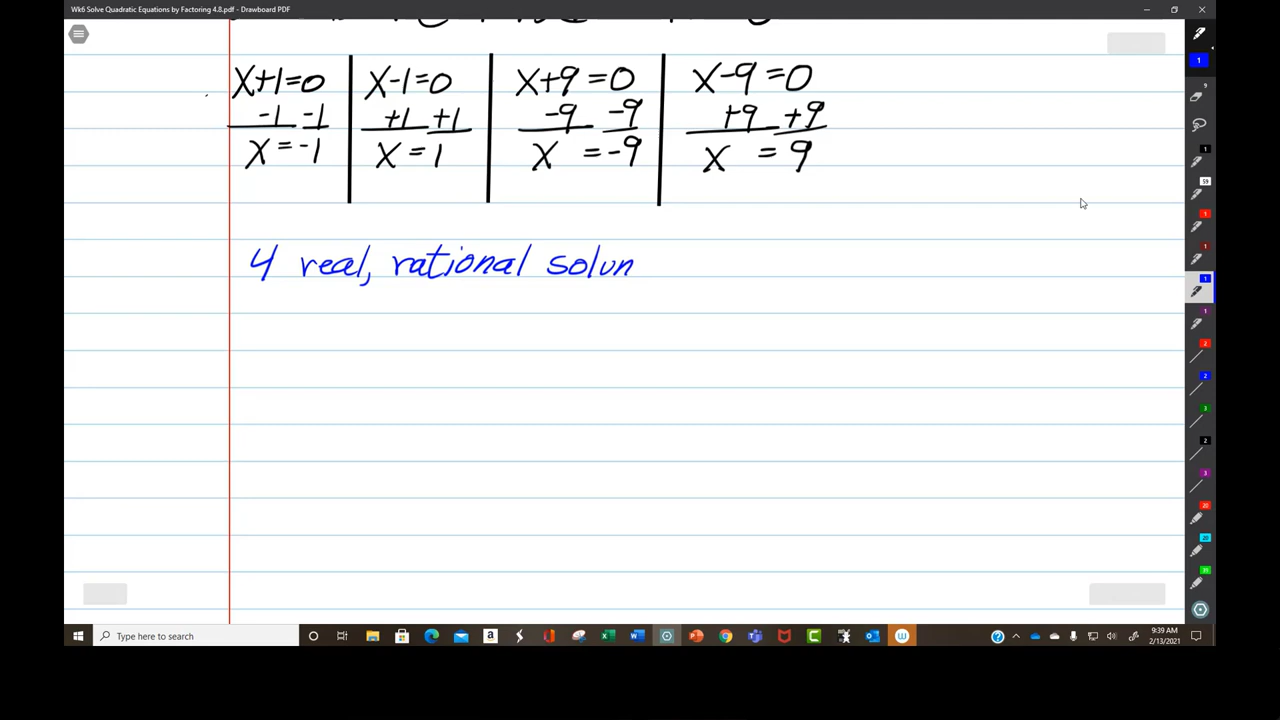 Wk6 Solve Quadratic Equations by Factoring 4.8.pdf - Drawboard PDF
x+1=0 x-1=0 x+9=0 x-9=0
-1 -1 +1 +1 -9 -9 +9 +9
x=-1 x=1 x=-9 x=9
4 real, rational solun
Type here to search
9:39 AM
2/13/2021